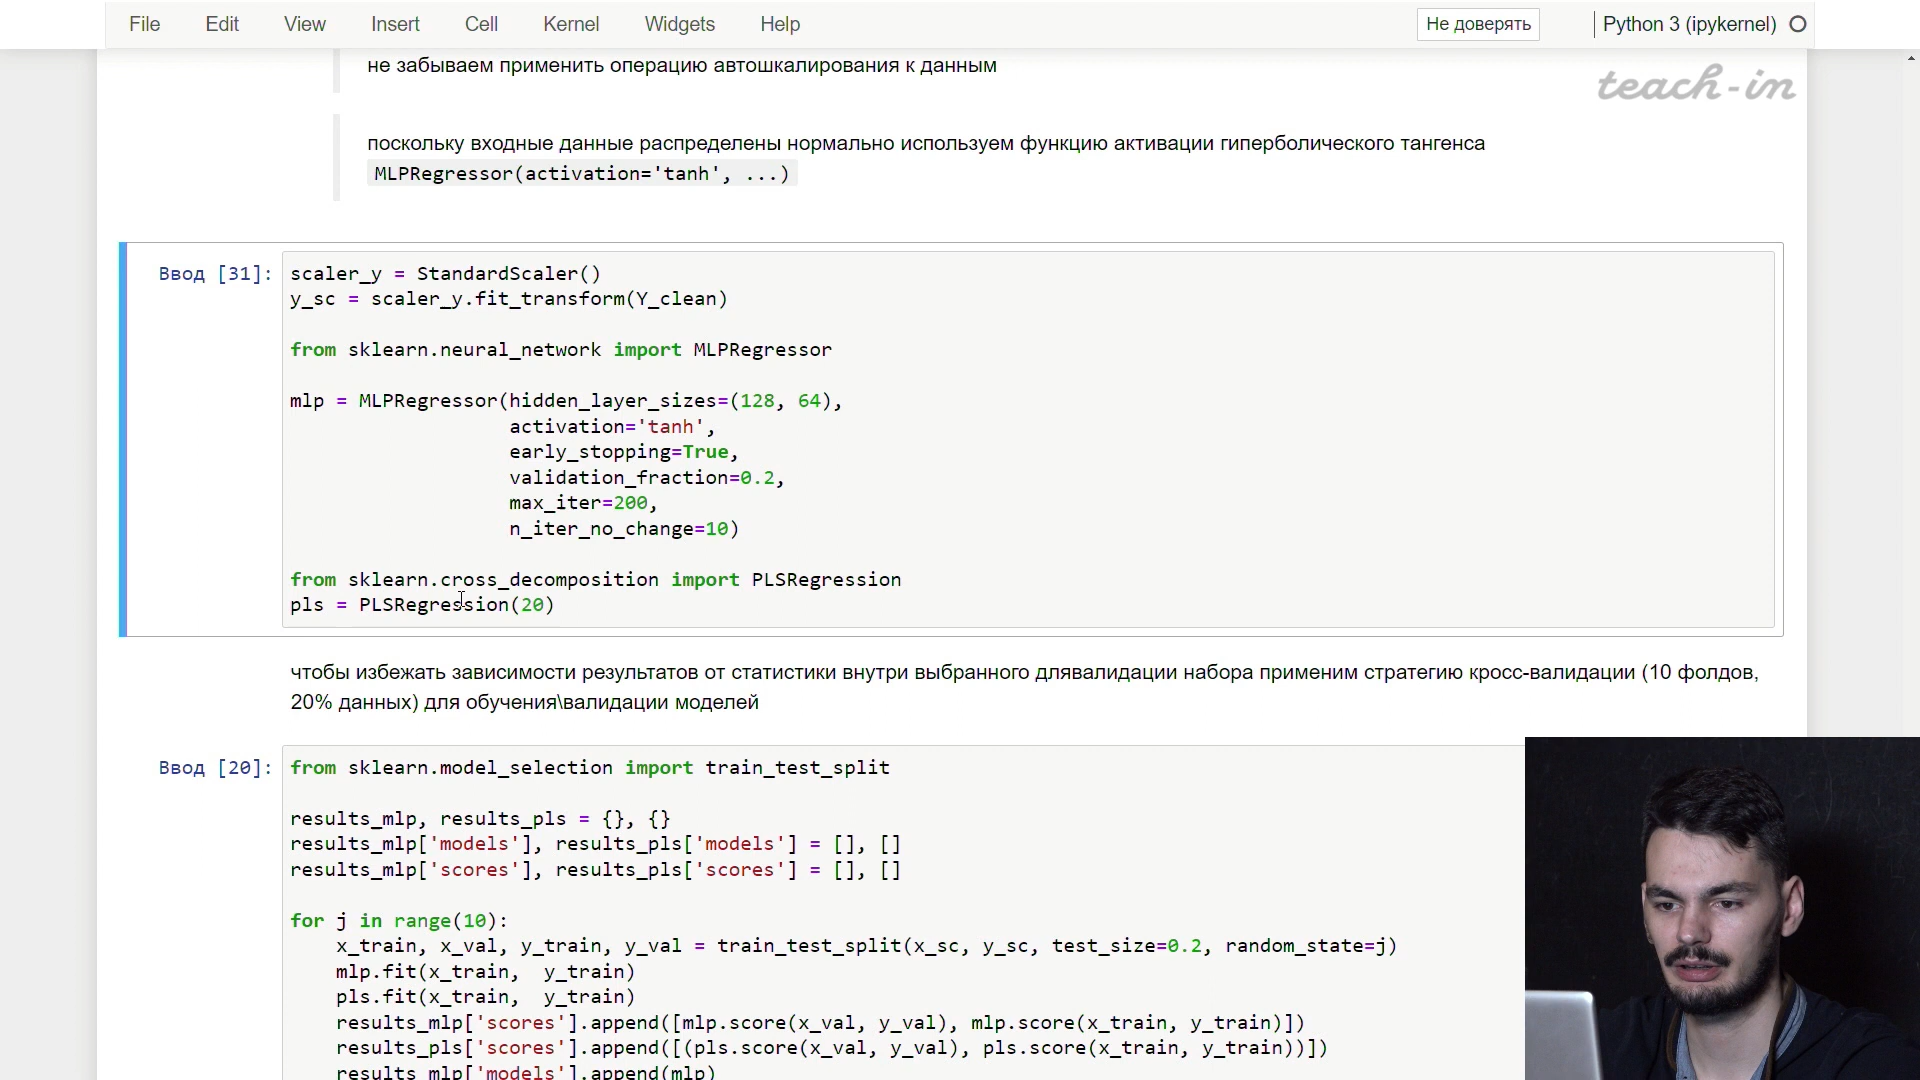 File Edit View Insert Cell Kernel Widgets Help Не доверять Python 3 (ipykernel)
не забываем применить операцию автошкалирования к данным
teach-in
поскольку входные данные распределены нормально используем функцию активации гиперболического тангенса
MLPRegressor(activation='tanh', ...)
Ввод [31]: scaler_y = StandardScaler()
y_sc = scaler_y.fit_transform(Y_clean)
from sklearn.neural_network import MLPRegressor
mlp = MLPRegressor(hidden_layer_sizes=(128, 64),
activation='tanh',
early_stopping=True,
validation_fraction=0.2,
max_iter=200,
n_iter_no_change=10)
from sklearn.cross_decomposition import PLSRegression
pls = PLSRegression(20)
чтобы избежать зависимости результатов от статистики внутри выбранного длявалидации набора применим стратегию кросс-валидации (10 фолдов,
20% данных) для обучения\валидации моделей
Ввод [20]: from sklearn.model_selection import train_test_split
results_mlp, results_pls = {}, {}
results_mlp['models'], results_pls['models'] = [], []
results_mlp['scores'], results_pls['scores'] = [], []
for j in range(10):
x_train, x_val, y_train, y_val = train_test_split(x_sc, y_sc, test_size=0.2, random_state=j)
mlp.fit(x_train,  y_train)
pls.fit(x_train,  y_train)
results_mlp['scores'].append([mlp.score(x_val, y_val), mlp.score(x_train, y_train)])
results_pls['scores'].append([(pls.score(x_val, y_val), pls.score(x_train, y_train))])
results_mlp['models'].append(mlp)